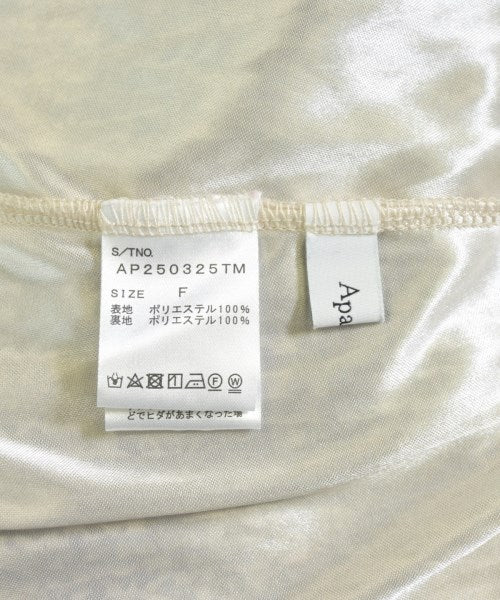 S/TNO.
AP250325TM
SIZE F
表地 ポリエステル100%
裏地 ポリエステル100%
どでヒダがあまくなった場
Apa